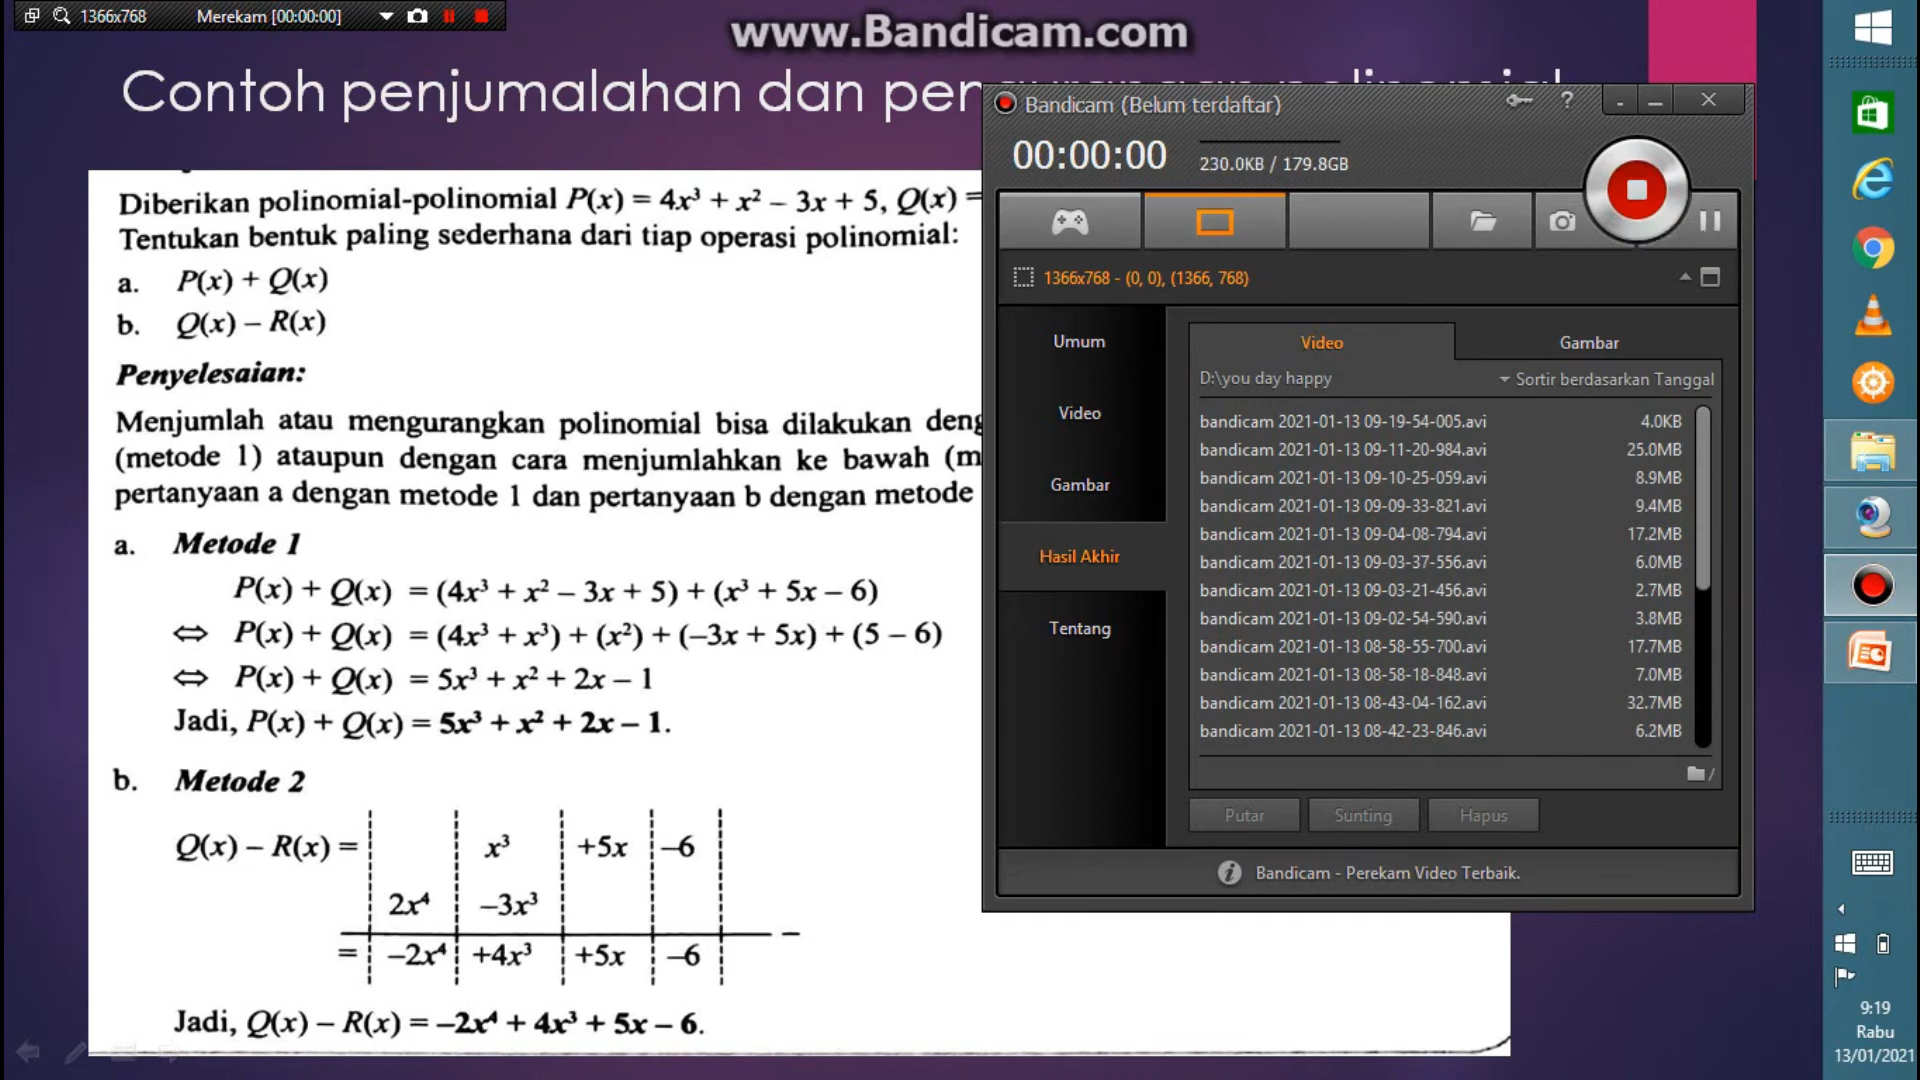 1366x768 Merekam [00:00:00]
www.Bandicam.com
Contoh penjumalahan dan
Diberikan polinomial-polinomial P(x) = 4x³ + x² – 3x + 5, Q(x) =
Tentukan bentuk paling sederhana dari tiap operasi polinomial:
a. P(x) + Q(x)
b. Q(x) – R(x)
Penyelesaian:
Menjumlah atau mengurangkan polinomial bisa dilakukan
(metode 1) ataupun dengan cara menjumlahkan ke bawah
pertanyaan a dengan metode 1 dan pertanyaan b dengan metode
a. Metode 1
P(x) + Q(x) = (4x³ + x² – 3x + 5) + (x³ + 5x – 6)
⇔ P(x) + Q(x) = (4x³ + x³) + (x²) + (–3x + 5x) + (5 – 6)
⇔ P(x) + Q(x) = 5x³ + x² + 2x – 1
Jadi, P(x) + Q(x) = 5x³ + x² + 2x – 1.
b. Metode 2
Q(x) – R(x) = x³ +5x –6
2x⁴ –3x³
–
= –2x⁴ +4x³ +5x –6
Jadi, Q(x) – R(x) = –2x⁴ + 4x³ + 5x – 6.
Bandicam (Belum terdaftar)
?
00:00:00 230.0KB / 179.8GB
1366x768 - (0, 0), (1366, 768)
Umum
Video
Gambar
Hasil Akhir
Tentang
Video Gambar
D:\you day happy Sortir berdasarkan Tanggal
bandicam 2021-01-13 09-19-54-005.avi 4.0KB
bandicam 2021-01-13 09-11-20-984.avi 25.0MB
bandicam 2021-01-13 09-10-25-059.avi 8.9MB
bandicam 2021-01-13 09-09-33-821.avi 9.4MB
bandicam 2021-01-13 09-04-08-794.avi 17.2MB
bandicam 2021-01-13 09-03-37-556.avi 6.0MB
bandicam 2021-01-13 09-03-21-456.avi 2.7MB
bandicam 2021-01-13 09-02-54-590.avi 3.8MB
bandicam 2021-01-13 08-58-55-700.avi 17.7MB
bandicam 2021-01-13 08-58-18-848.avi 7.0MB
bandicam 2021-01-13 08-43-04-162.avi 32.7MB
bandicam 2021-01-13 08-42-23-846.avi 6.2MB
/
Putar Sunting Hapus
Bandicam - Perekam Video Terbaik.
9:19
Rabu
13/01/2021